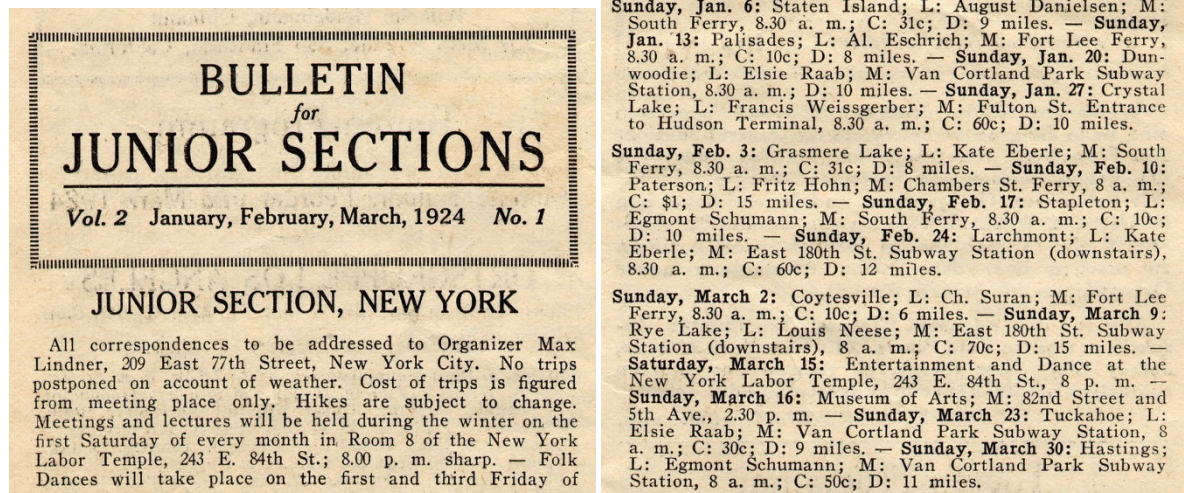 BULLETIN
for
JUNIOR SECTIONS
Vol. 2 January, February, March, 1924 No. 1
JUNIOR SECTION, NEW YORK
All correspondences to be addressed to Organizer Max
Lindner, 209 East 77th Street, New York City. No trips
postponed on account of weather. Cost of trips is figured
from meeting place only. Hikes are subject to change.
Meetings and lectures will be held during the winter on the
first Saturday of every month in Room 8 of the New York
Labor Temple, 243 E. 84th St.; 8.00 p. m. sharp. — Folk
Dances will take place on the first and third Friday of
Sunday, Jan. 6: Staten Island; L: August Danielsen; M:
South Ferry, 8.30 a. m.; C: 31c; D: 9 miles. — Sunday,
Jan. 13: Palisades; L: Al. Eschrich; M: Fort Lee Ferry,
8.30 a. m.; C: 10c; D: 8 miles. — Sunday, Jan. 20: Dun-
woodie; L: Elsie Raab; M: Van Cortland Park Subway
Station, 8.30 a. m.; D: 10 miles. — Sunday, Jan. 27: Crystal
Lake; L: Francis Weissgerber; M: Fulton St. Entrance
to Hudson Terminal, 8.30 a. m.; C: 60c; D: 10 miles.
Sunday, Feb. 3: Grasmere Lake; L: Kate Eberle; M: South
Ferry, 8.30 a. m.; C: 31c; D: 8 miles. — Sunday, Feb. 10:
Paterson; L: Fritz Hohn; M: Chambers St. Ferry, 8 a. m.;
C: $1; D: 15 miles. — Sunday, Feb. 17: Stapleton; L:
Egmont Schumann; M: South Ferry, 8.30 a. m.; C: 10c;
D: 10 miles. — Sunday, Feb. 24: Larchmont; L: Kate
Eberle; M: East 180th St. Subway Station (downstairs),
8.30 a. m.; C: 60c; D: 12 miles.
Sunday, March 2: Coytesville; L: Ch. Suran; M: Fort Lee
Ferry, 8.30 a. m.; C: 10c; D: 6 miles. — Sunday, March 9:
Rye Lake; L: Louis Neese; M: East 180th St. Subway
Station (downstairs), 8 a. m.; C: 70c; D: 15 miles. —
Saturday, March 15: Entertainment and Dance at the
New York Labor Temple, 243 E. 84th St., 8 p. m. —
Sunday, March 16: Museum of Arts; M: 82nd Street and
5th Ave., 2.30 p. m. — Sunday, March 23: Tuckahoe; L:
Elsie Raab; M: Van Cortland Park Subway Station, 8
a. m.; C: 30c; D: 9 miles. — Sunday, March 30: Hastings;
L: Egmont Schumann; M: Van Cortland Park Subway
Station, 8 a. m.; C: 50c; D: 11 miles.